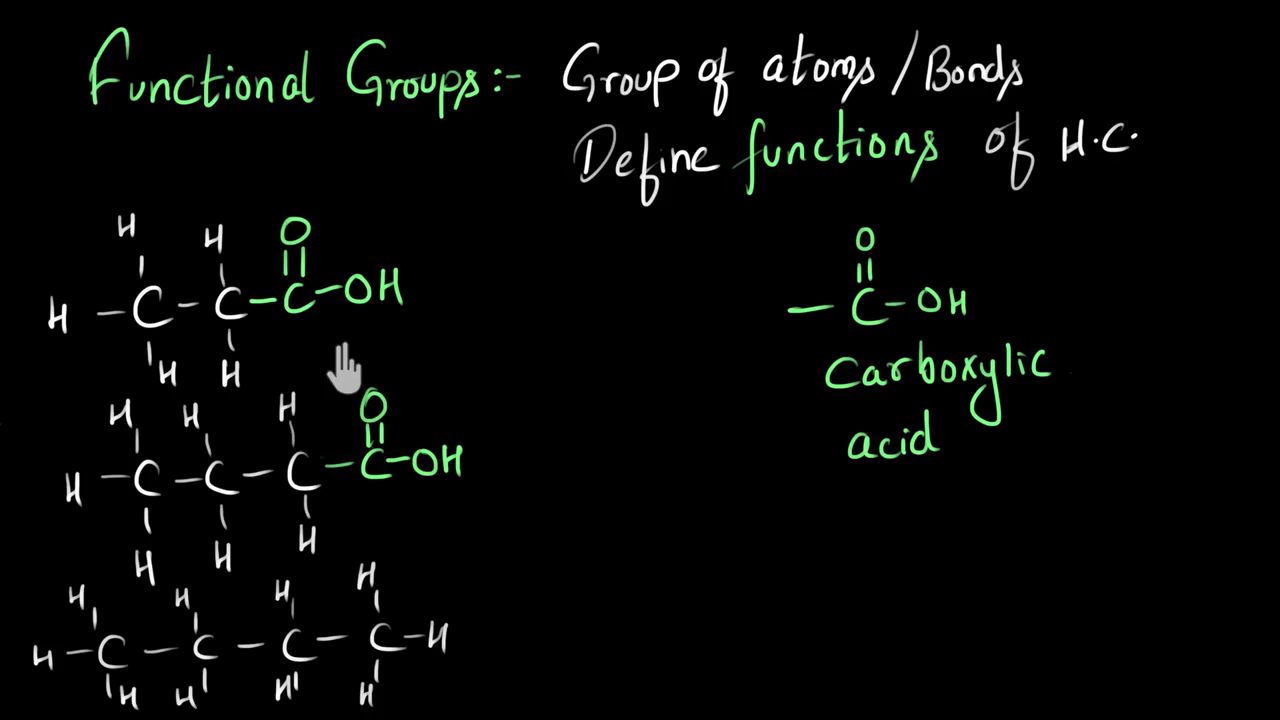 Functional Groups:- Group of atoms / Bonds
Define functions of H.C.
H H O
H – C – C – C – OH
H H
H H H O
H – C – C – C – C – OH
H H H
H H H H
H – C – C – C – C – H
H H H H
O
– C – OH
Carboxylic
acid